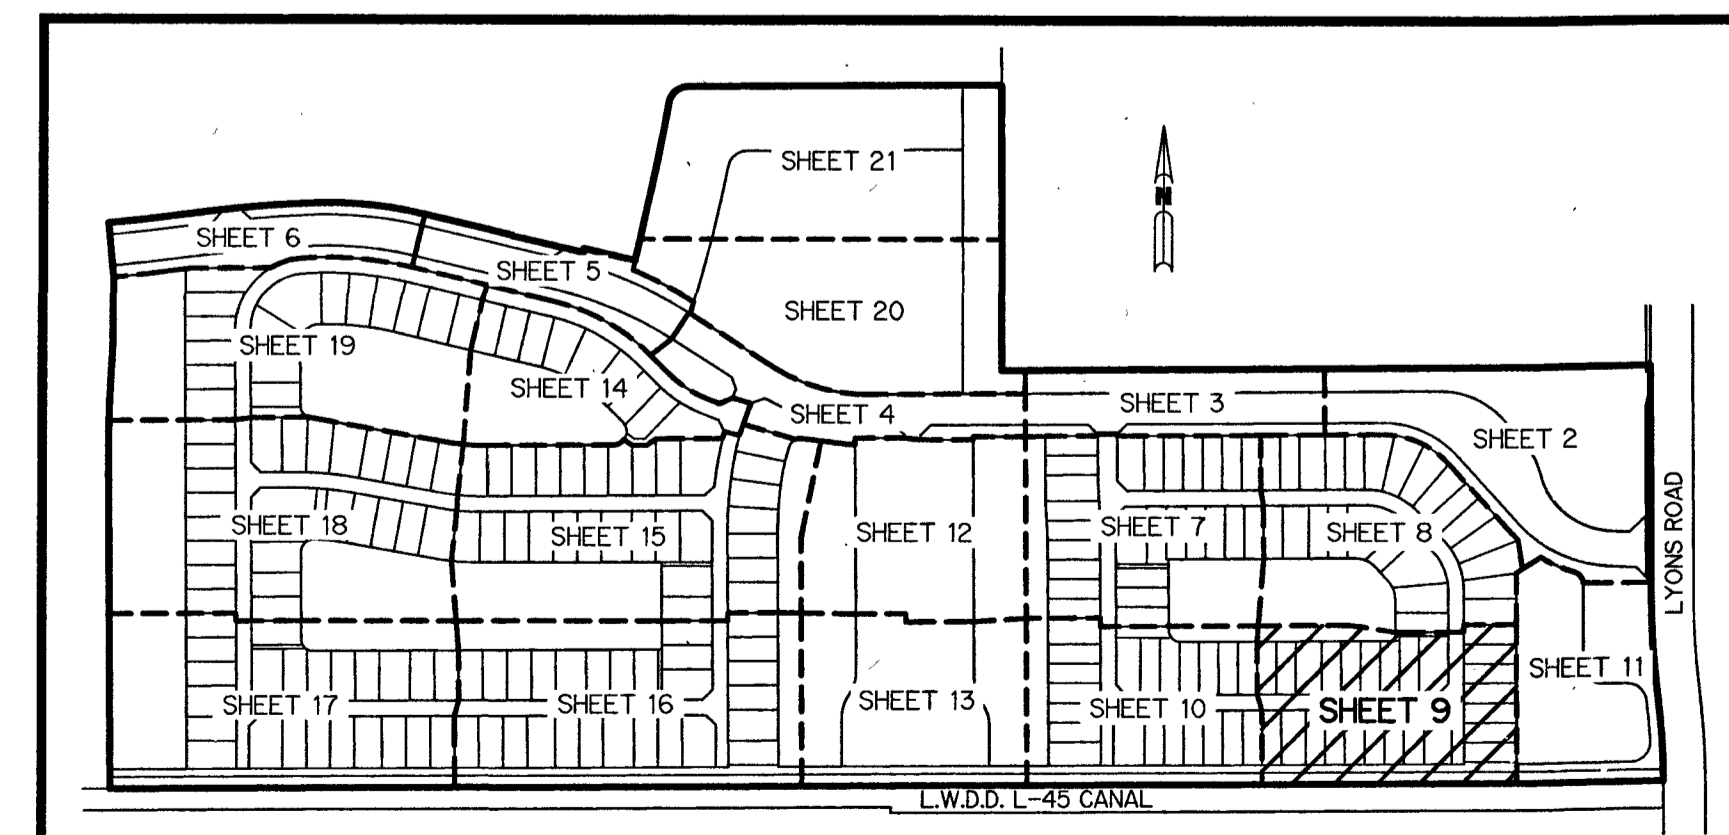 SHEET 21
N
SHEET 6
SHEET 5
SHEET 20
SHEET 19
SHEET 14
SHEET 4
SHEET 3
SHEET 2
LYONS ROAD
SHEET 18
SHEET 15
SHEET 12
SHEET 7
SHEET 8
SHEET 11
SHEET 17
SHEET 16
SHEET 13
SHEET 10
SHEET 9
L.W.D.D. L-45 CANAL